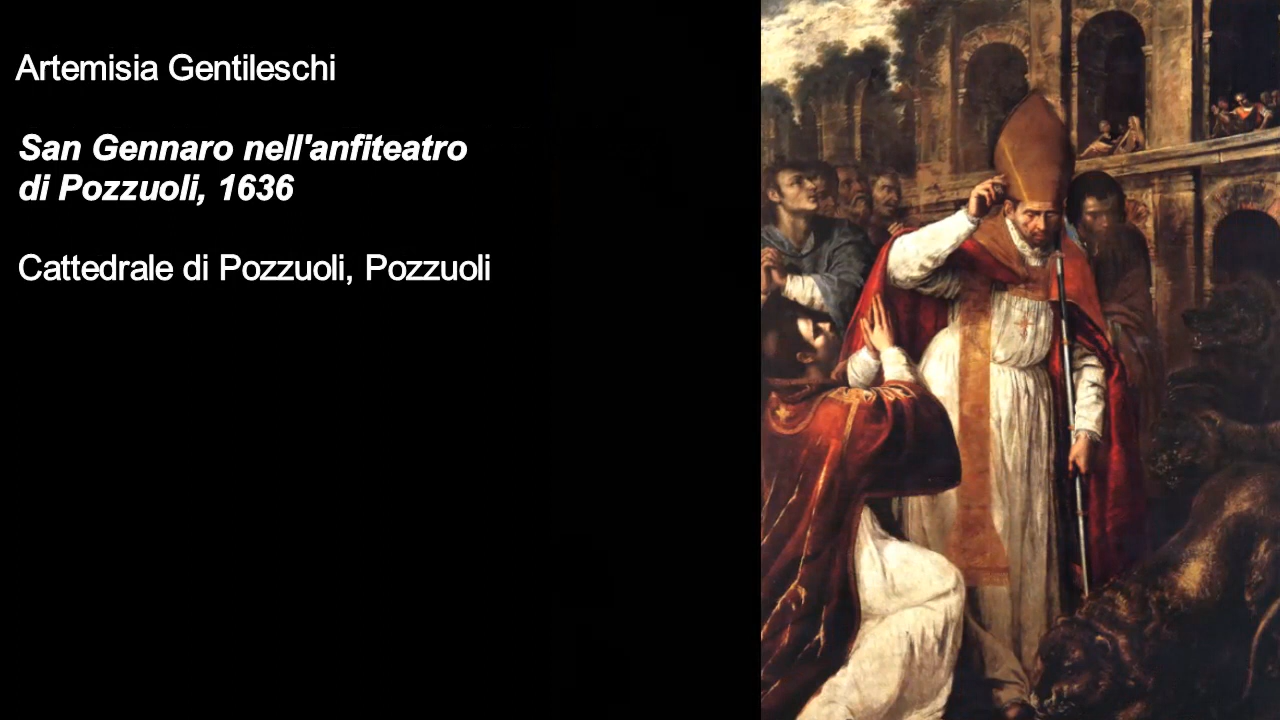 Artemisia Gentileschi
San Gennaro nell'anfiteatro
di Pozzuoli, 1636
Cattedrale di Pozzuoli, Pozzuoli